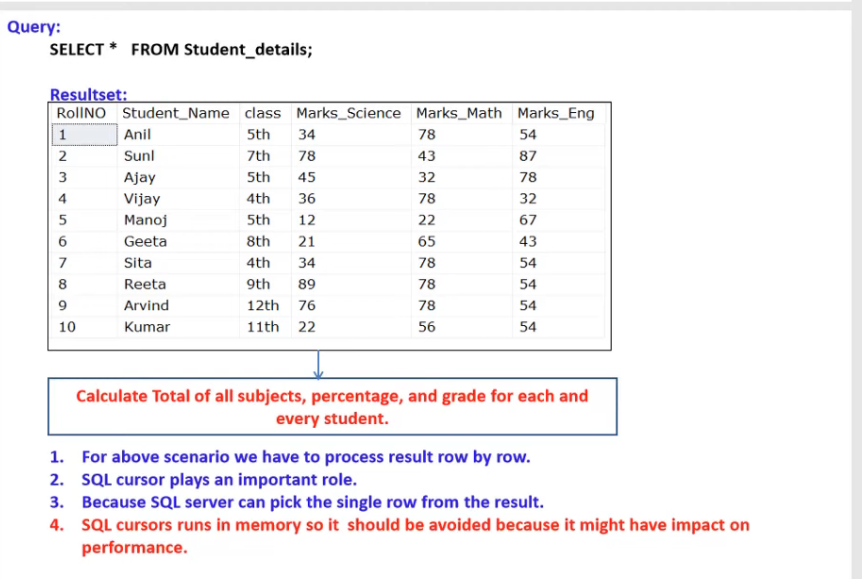 Query:
SELECT * FROM Student_details;
Resultset:
RollNO Student_Name class Marks_Science Marks_Math Marks_Eng
1 Anil 5th 34 78 54
2 Sunl 7th 78 43 87
3 Ajay 5th 45 32 78
4 Vijay 4th 36 78 32
5 Manoj 5th 12 22 67
6 Geeta 8th 21 65 43
7 Sita 4th 34 78 54
8 Reeta 9th 89 78 54
9 Arvind 12th 76 78 54
10 Kumar 11th 22 56 54
Calculate Total of all subjects, percentage, and grade for each and
every student.
1. For above scenario we have to process result row by row.
2. SQL cursor plays an important role.
3. Because SQL server can pick the single row from the result.
4. SQL cursors runs in memory so it should be avoided because it might have impact on
performance.